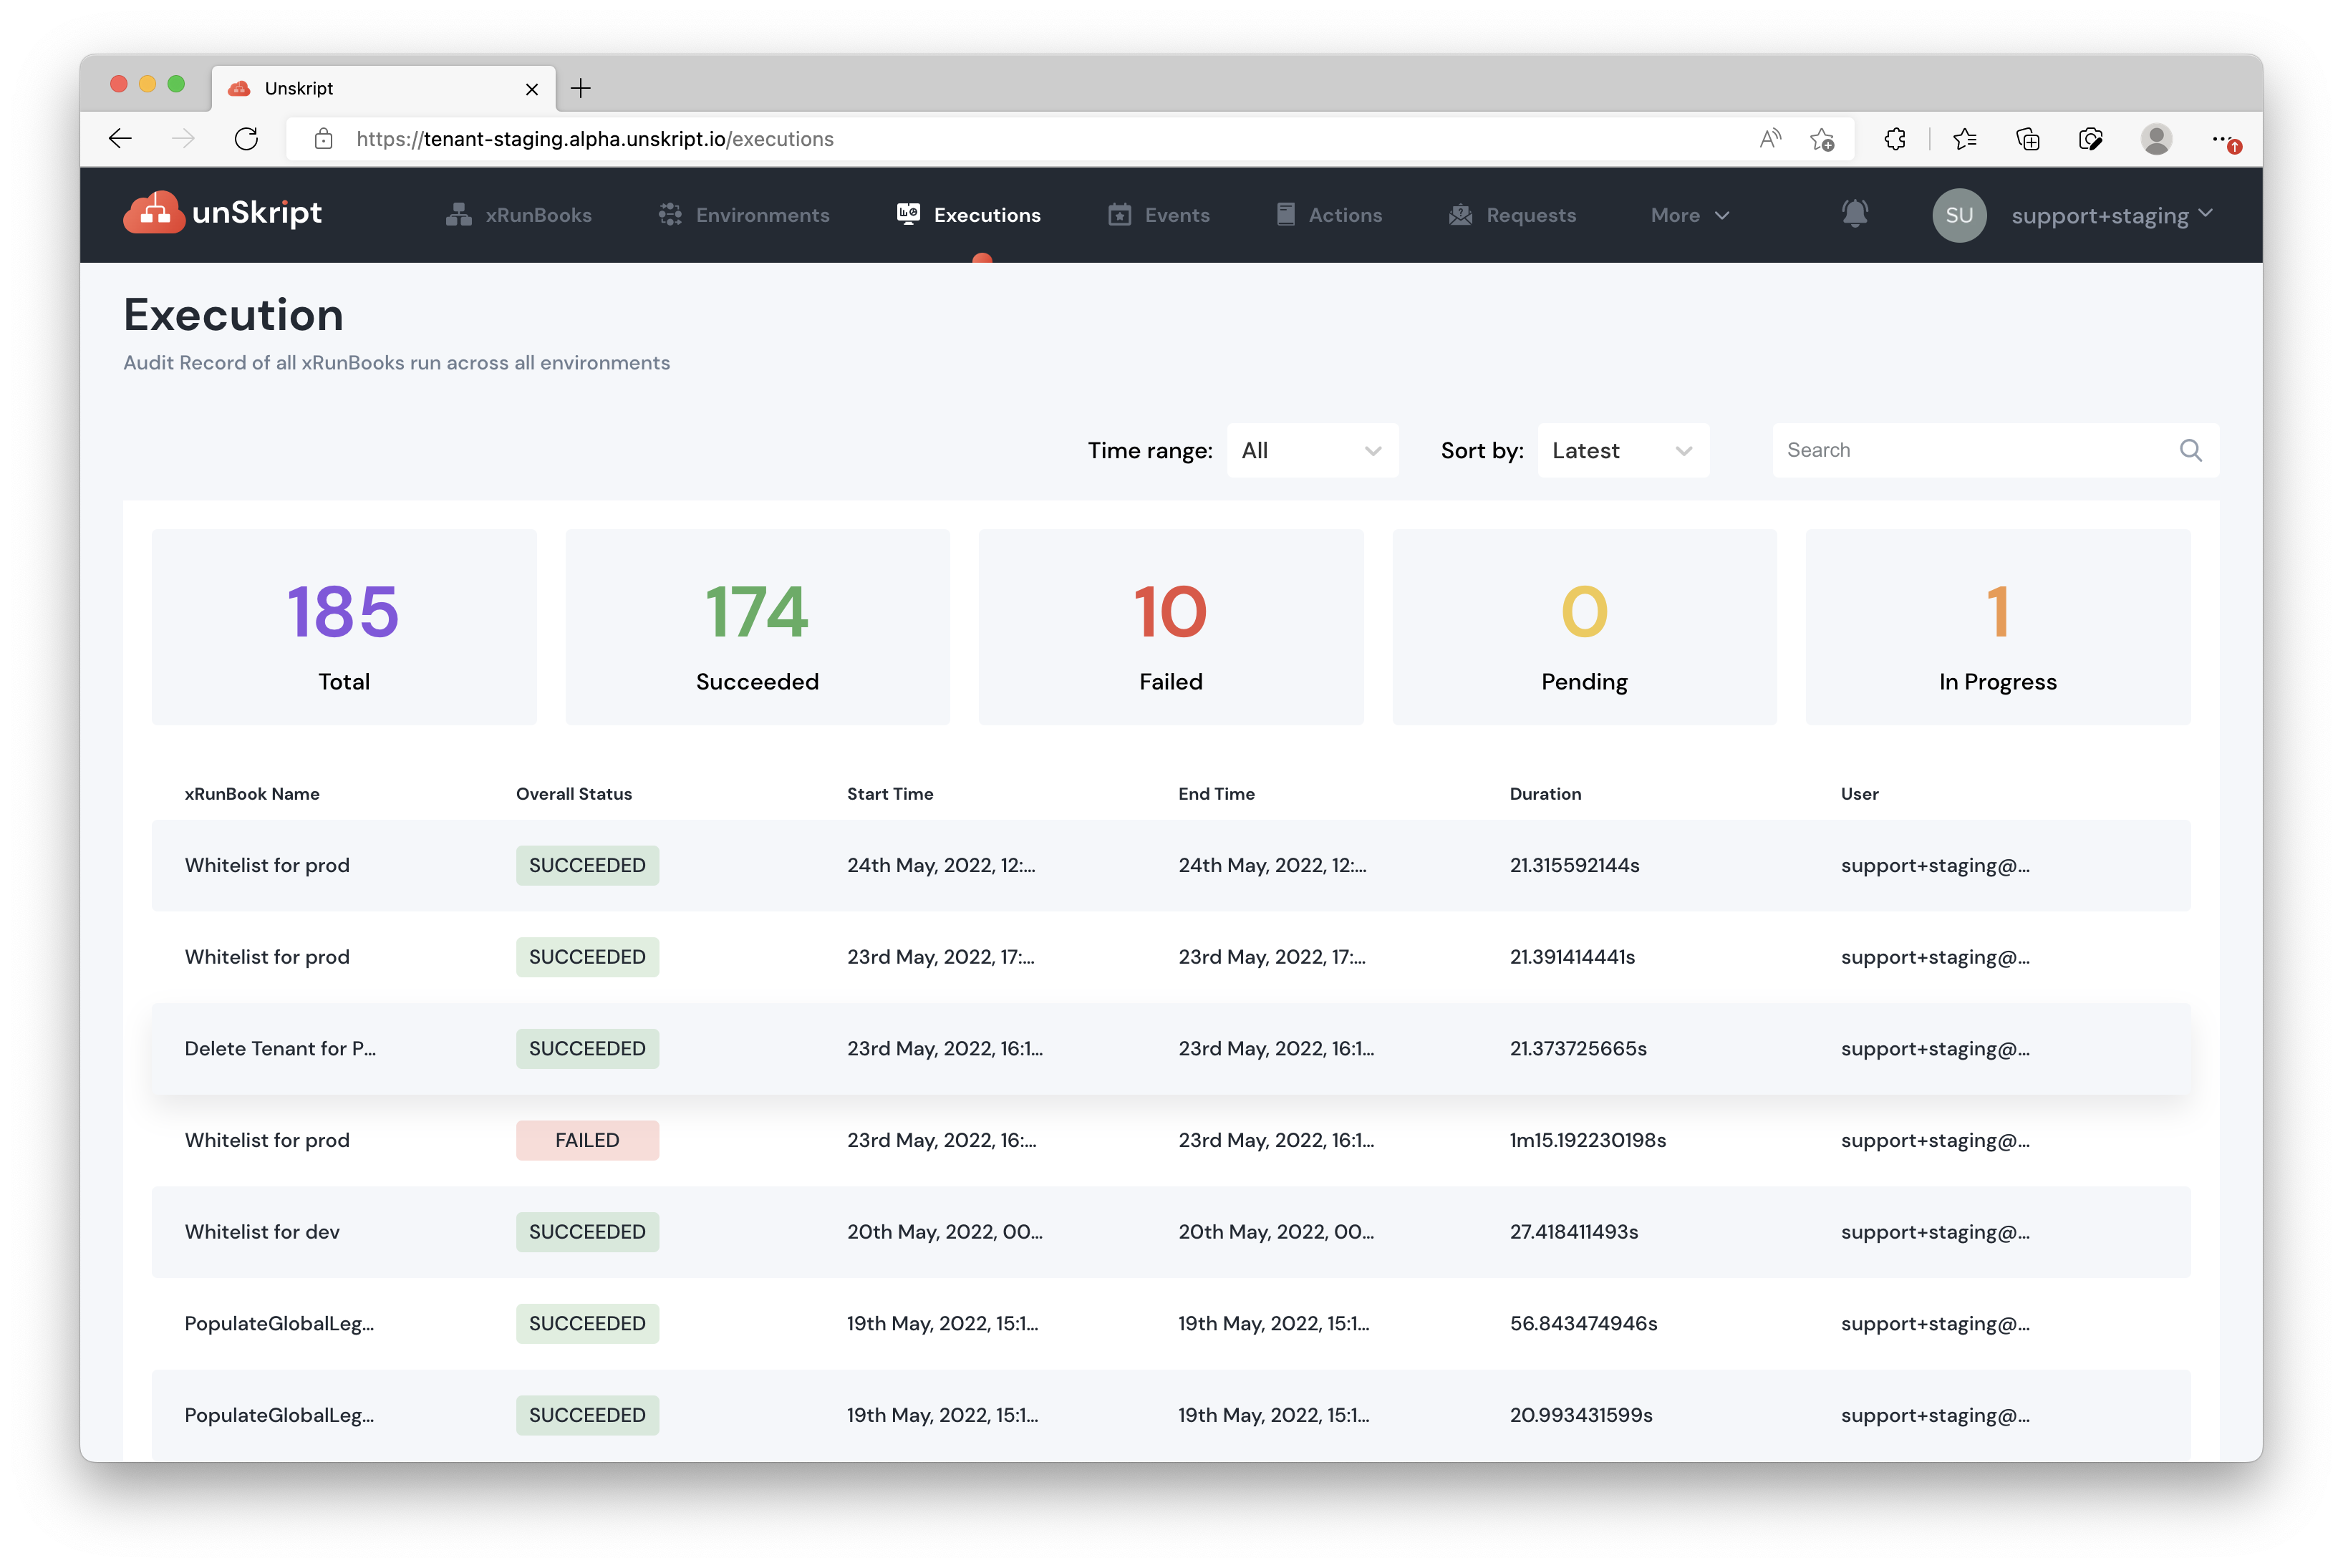 Unskript
https://tenant-staging.alpha.unskript.io/executions
unSkript xRunBooks Environments Executions Events Actions Requests More SU support+staging
Execution
Audit Record of all xRunBooks run across all environments
Time range: All Sort by: Latest Search
185 174 10 0 1
Total Succeeded Failed Pending In Progress
xRunBook Name Overall Status Start Time End Time Duration User
Whitelist for prod SUCCEEDED 24th May, 2022, 12:... 24th May, 2022, 12:... 21.315592144s support+staging@...
Whitelist for prod SUCCEEDED 23rd May, 2022, 17:... 23rd May, 2022, 17:... 21.391414441s support+staging@...
Delete Tenant for P... SUCCEEDED 23rd May, 2022, 16:1... 23rd May, 2022, 16:1... 21.373725665s support+staging@...
Whitelist for prod FAILED 23rd May, 2022, 16:... 23rd May, 2022, 16:1... 1m15.192230198s support+staging@...
Whitelist for dev SUCCEEDED 20th May, 2022, 00... 20th May, 2022, 00... 27.418411493s support+staging@...
PopulateGlobalLeg... SUCCEEDED 19th May, 2022, 15:1... 19th May, 2022, 15:1... 56.843474946s support+staging@...
PopulateGlobalLeg... SUCCEEDED 19th May, 2022, 15:1... 19th May, 2022, 15:1... 20.993431599s support+staging@...